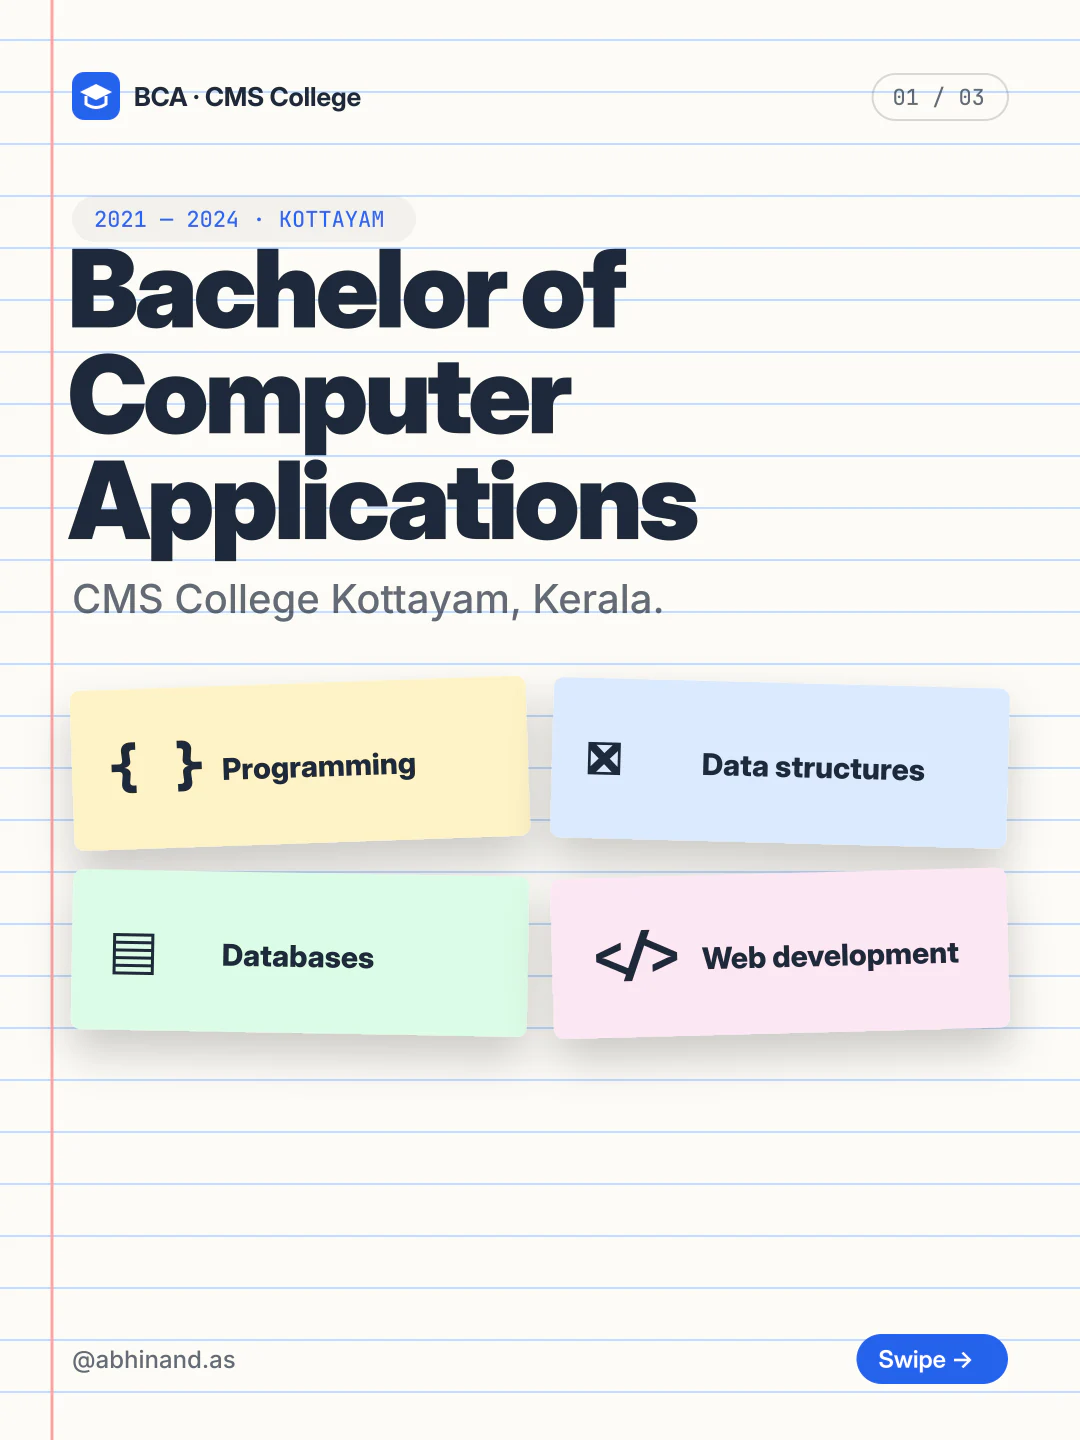 BCA · CMS College
01 / 03
2021 — 2024 · KOTTAYAM
Bachelor of
Computer
Applications
CMS College Kottayam, Kerala.
{ } Programming
Data structures
Databases
</> Web development
@abhinand.as
Swipe →